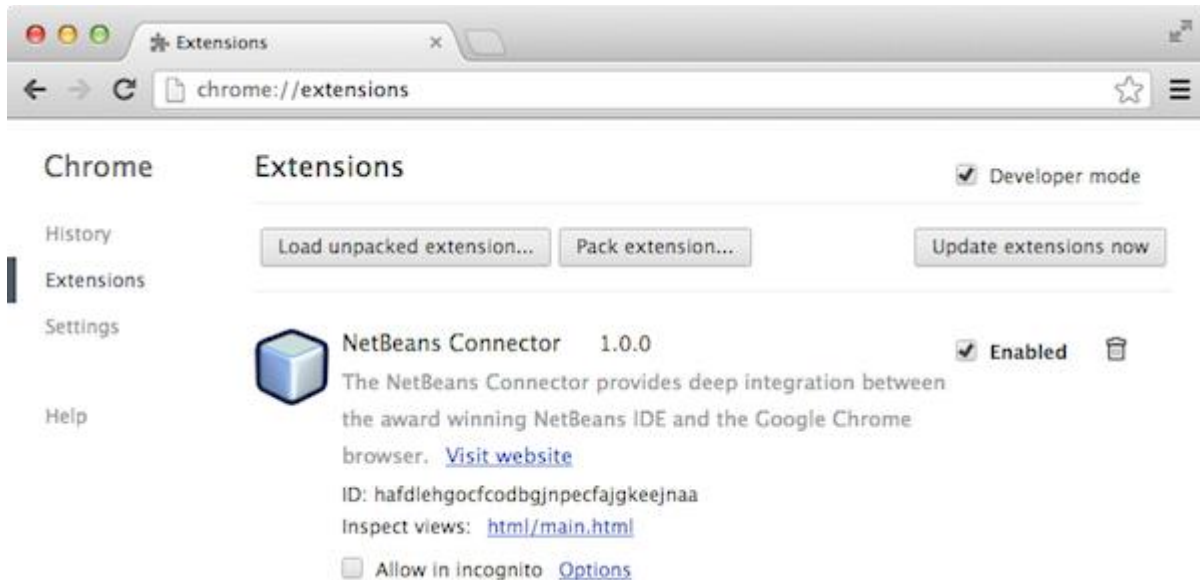 Extensions
chrome://extensions
Chrome
Extensions
Developer mode
History
Load unpacked extension...
Pack extension...
Update extensions now
Extensions
Settings
NetBeans Connector 1.0.0
Enabled
The NetBeans Connector provides deep integration between
the award winning NetBeans IDE and the Google Chrome
browser. Visit website
Help
ID: hafdlehgocfcodbgjnpecfajgkeejnaa
Inspect views: html/main.html
Allow in incognito Options